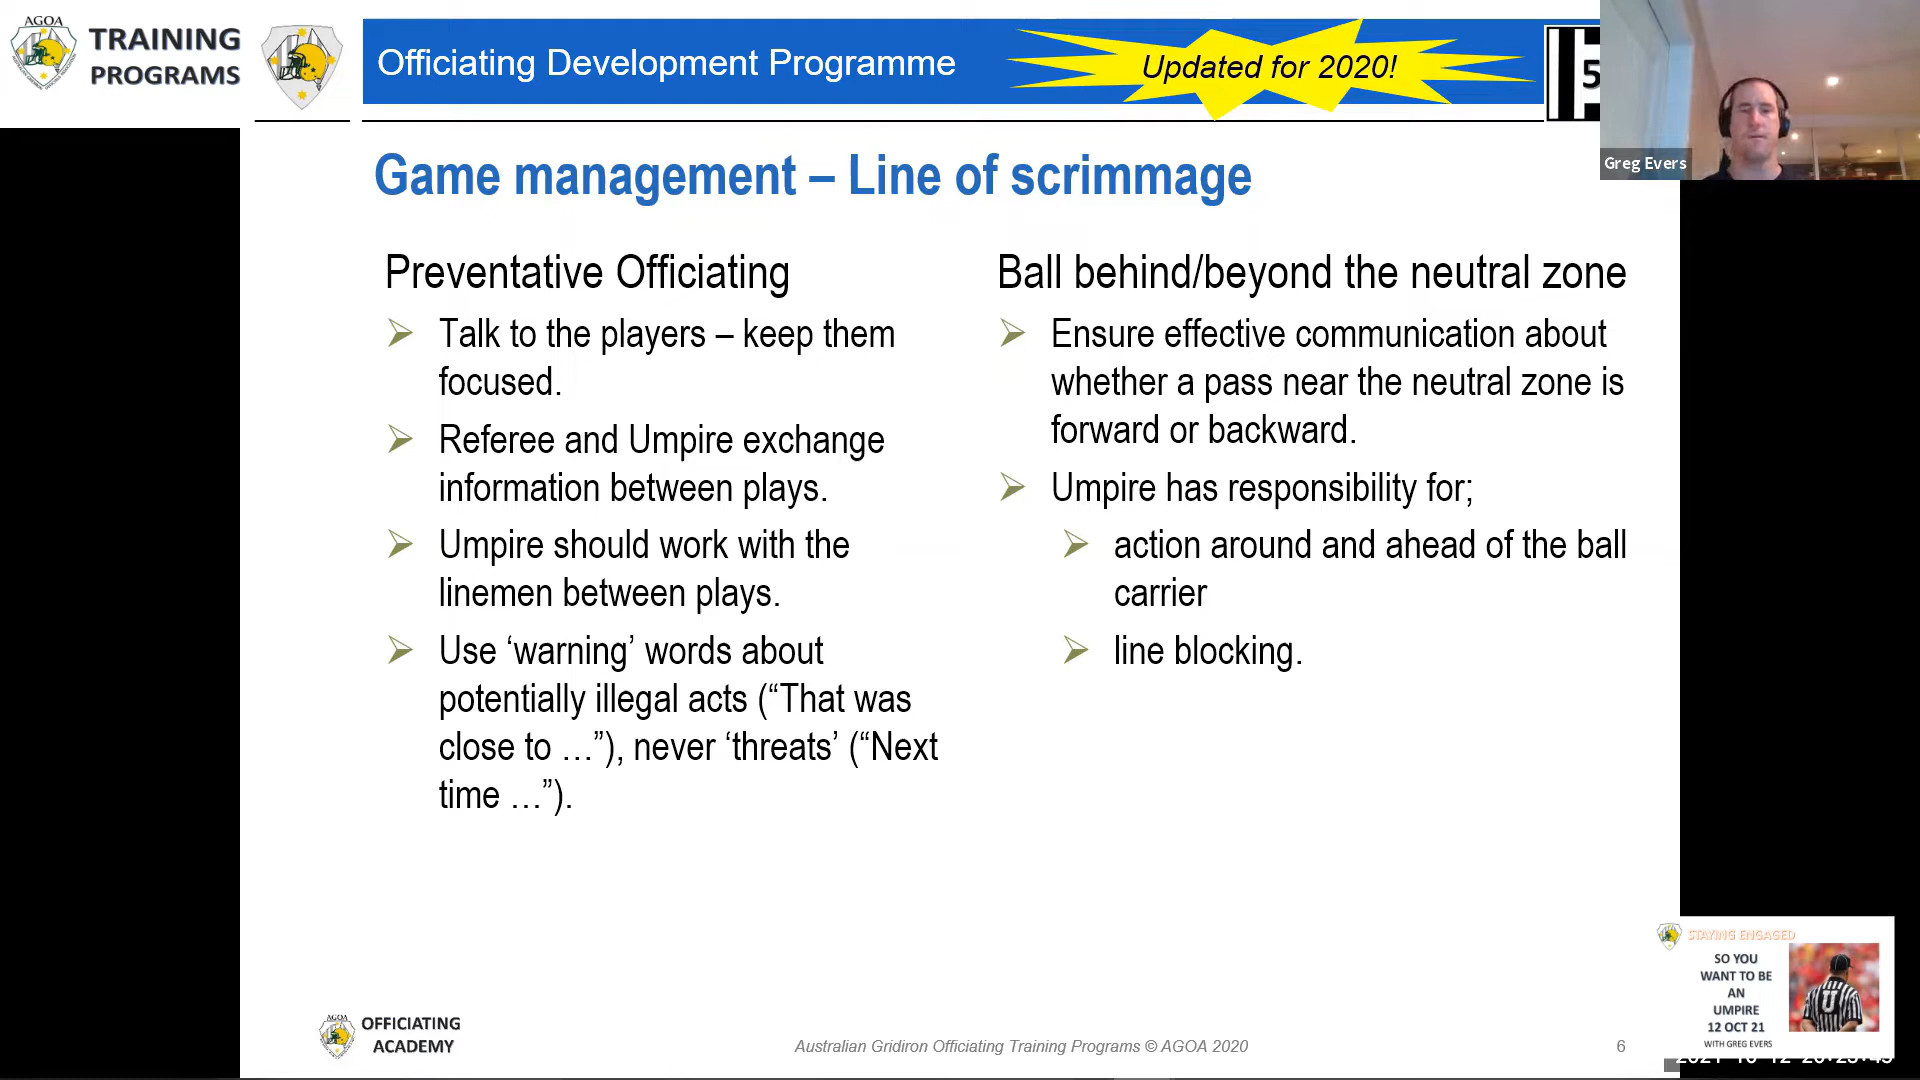 AGOA
TRAINING
PROGRAMS
Officiating Development Programme
Updated for 2020!
5
Greg Evers
Game management – Line of scrimmage
Preventative Officiating
Talk to the players – keep them
focused.
Referee and Umpire exchange
information between plays.
Umpire should work with the
linemen between plays.
Use ‘warning’ words about
potentially illegal acts (“That was
close to …”), never ‘threats’ (“Next
time …”).
Ball behind/beyond the neutral zone
Ensure effective communication about
whether a pass near the neutral zone is
forward or backward.
Umpire has responsibility for;
action around and ahead of the ball
carrier
line blocking.
STAYING ENGAGED
SO YOU
WANT TO BE
AN
UMPIRE
12 OCT 21
WITH GREG EVERS
U
AGOA
OFFICIATING
ACADEMY
Australian Gridiron Officiating Training Programs © AGOA 2020
6